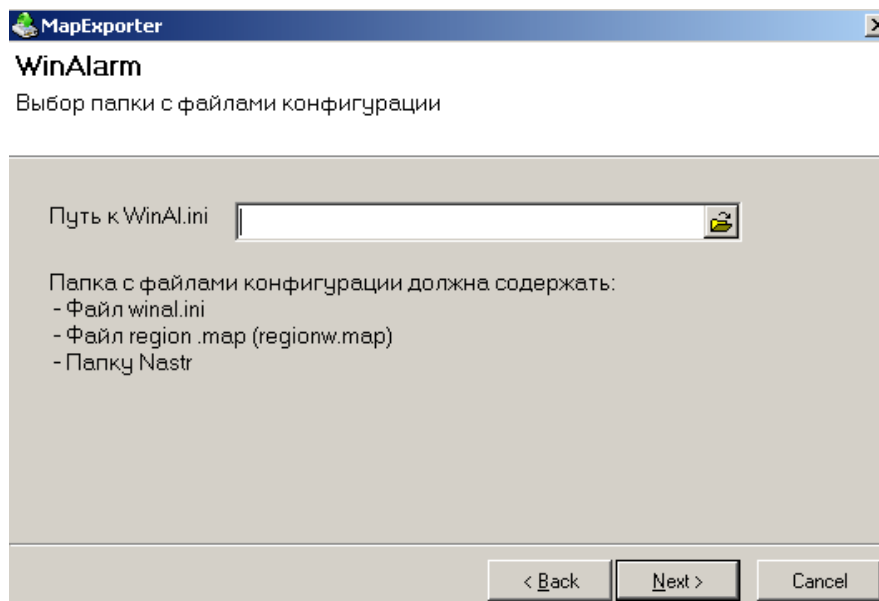 MapExporter
WinAlarm
Выбор папки с файлами конфигурации
Путь к WinAl.ini
Папка с файлами конфигурации должна содержать:
- Файл winal.ini
- Файл region .map (regionw.map)
- Папку Nastr
< Back Next > Cancel